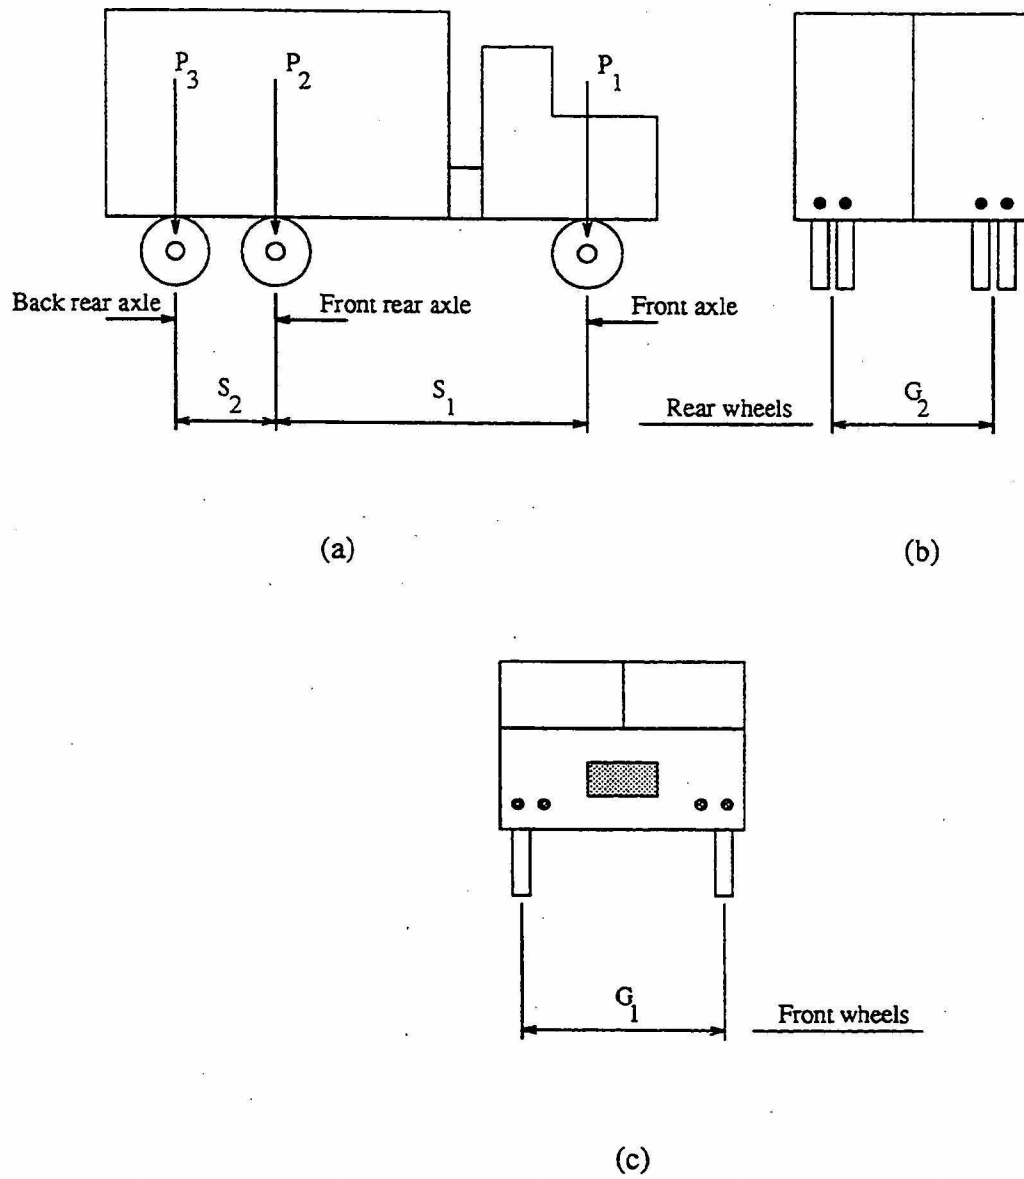 P3
P2
P1
Back rear axle
Front rear axle
Front axle
S2
S1
Rear wheels
G2
(a)
(b)
G1
Front wheels
(c)